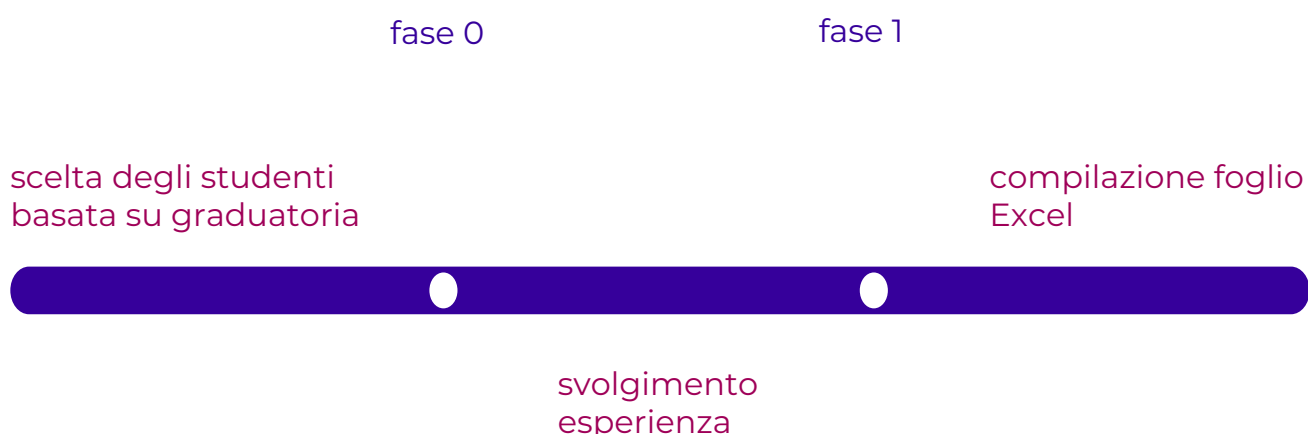 fase 0
fase 1
scelta degli studenti
basata su graduatoria
compilazione foglio
Excel
svolgimento
esperienza